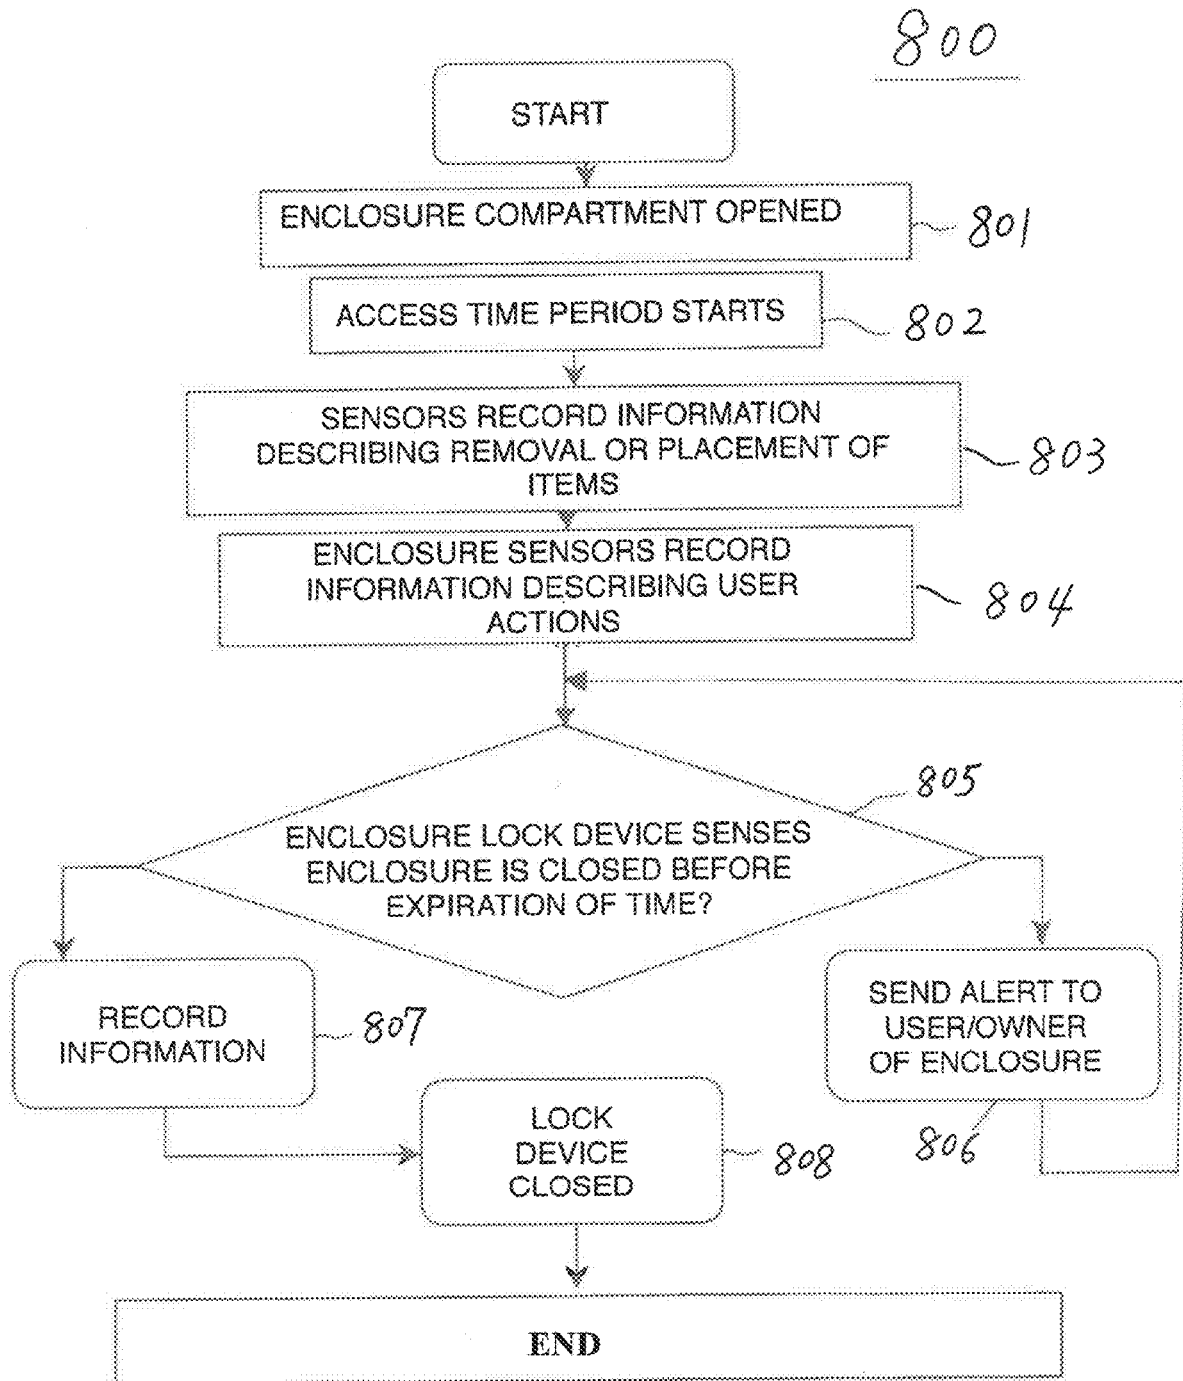 800
START
ENCLOSURE COMPARTMENT OPENED
801
ACCESS TIME PERIOD STARTS
802
SENSORS RECORD INFORMATION
DESCRIBING REMOVAL OR PLACEMENT OF
ITEMS
803
ENCLOSURE SENSORS RECORD
INFORMATION DESCRIBING USER
ACTIONS
804
805
ENCLOSURE LOCK DEVICE SENSES
ENCLOSURE IS CLOSED BEFORE
EXPIRATION OF TIME?
RECORD
INFORMATION
807
SEND ALERT TO
USER/OWNER
OF ENCLOSURE
806
LOCK
DEVICE
CLOSED
808
END